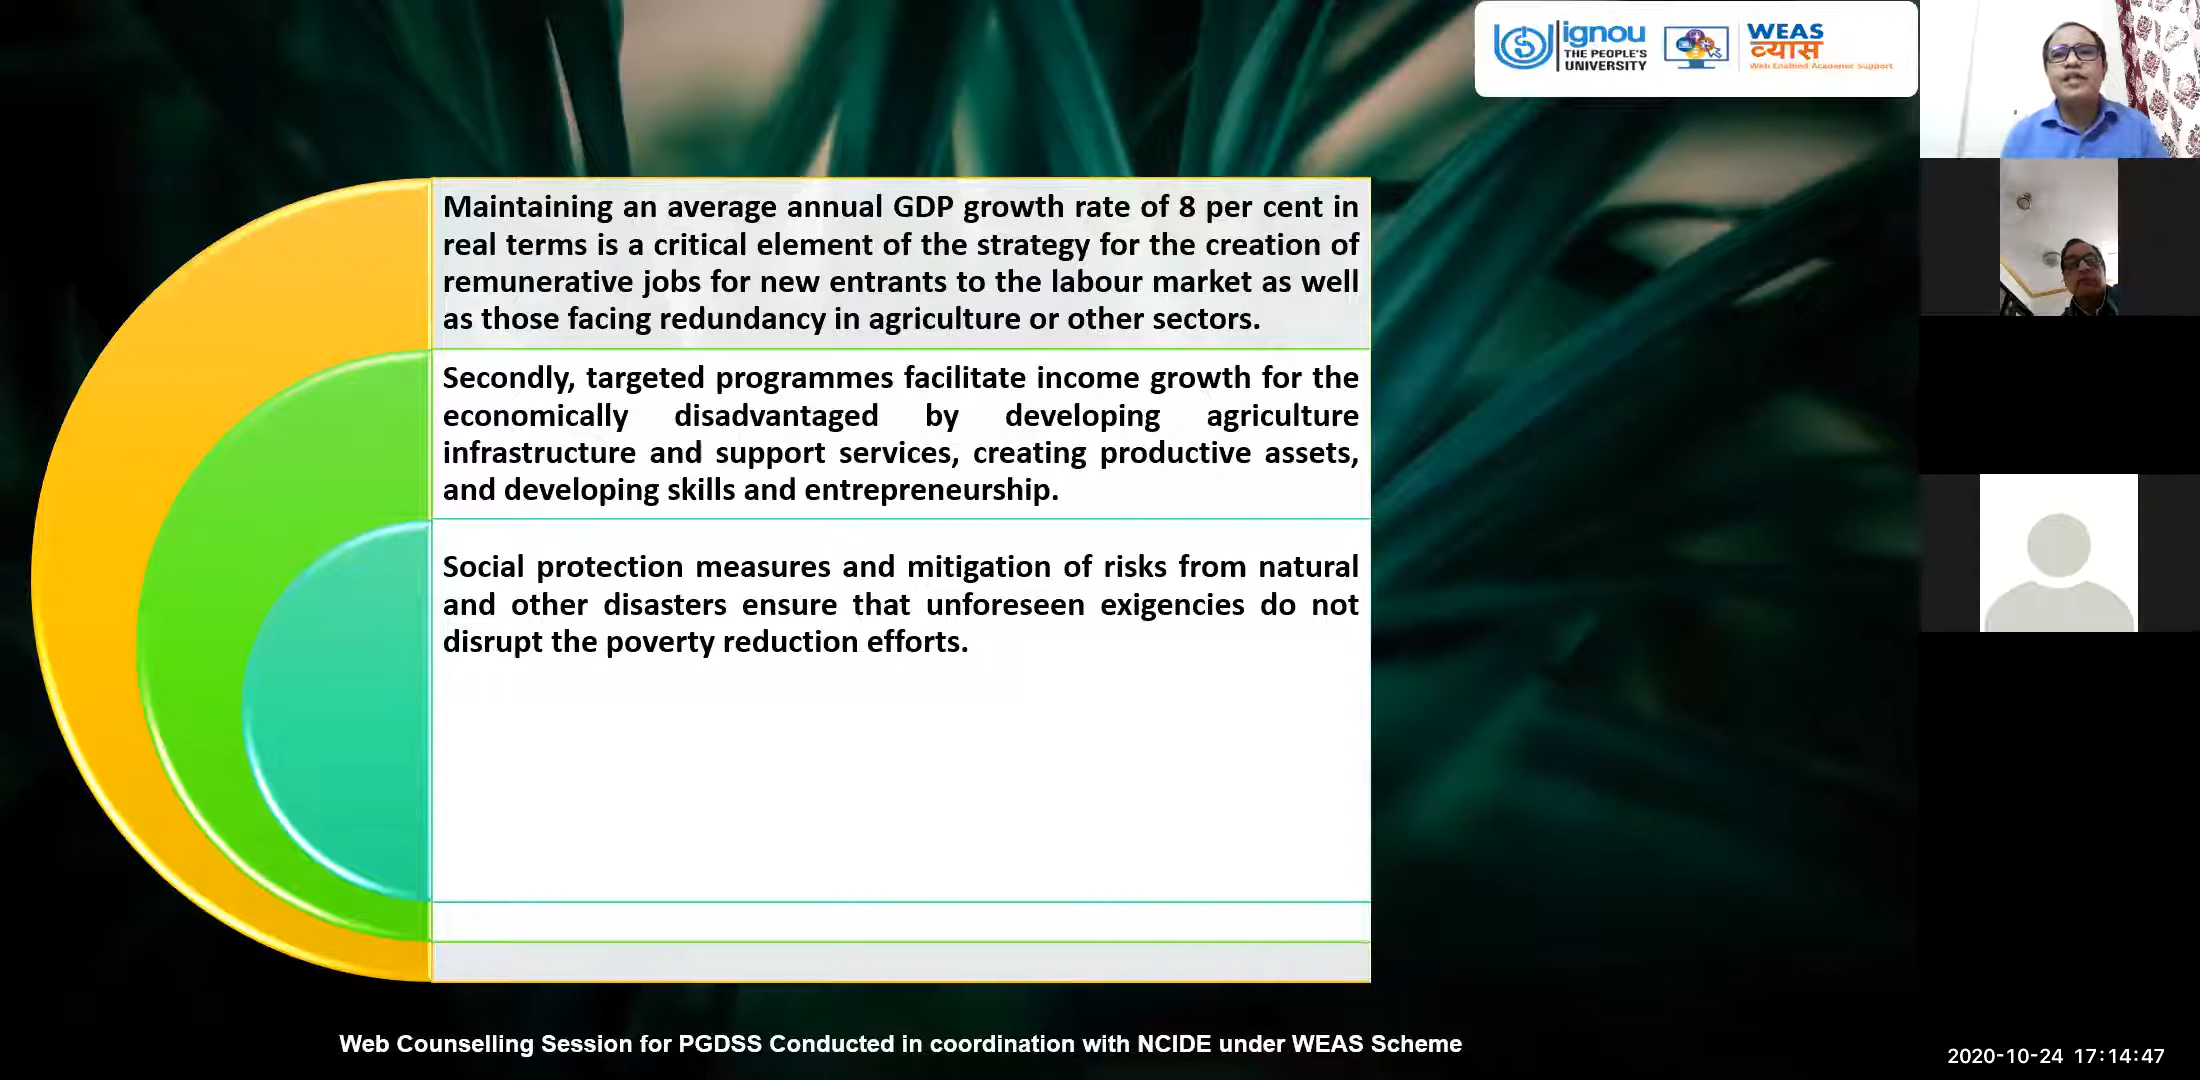 ignou
THE PEOPLE'S
UNIVERSITY
WEAS
व्यास
Web Enabled Academic Support
Maintaining an average annual GDP growth rate of 8 per cent in
real terms is a critical element of the strategy for the creation of
remunerative jobs for new entrants to the labour market as well
as those facing redundancy in agriculture or other sectors.
Secondly, targeted programmes facilitate income growth for the
economically disadvantaged by developing agriculture
infrastructure and support services, creating productive assets,
and developing skills and entrepreneurship.
Social protection measures and mitigation of risks from natural
and other disasters ensure that unforeseen exigencies do not
disrupt the poverty reduction efforts.
Web Counselling Session for PGDSS Conducted in coordination with NCIDE under WEAS Scheme
2020-10-24 17:14:47